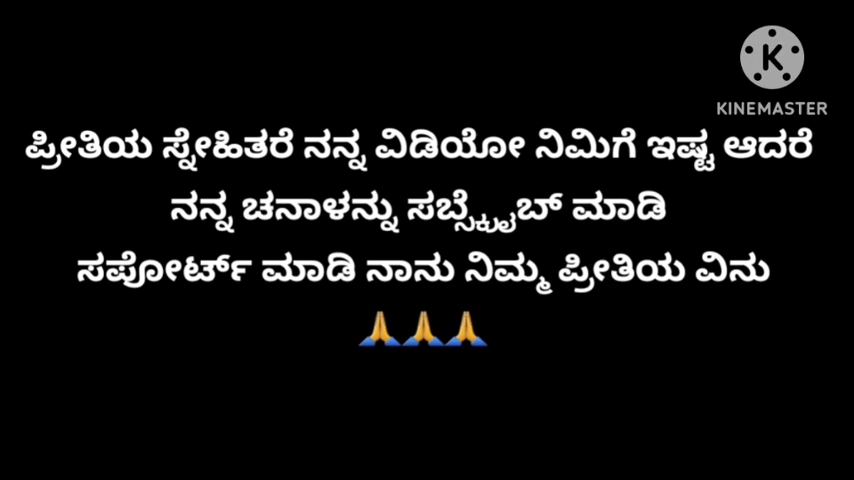 KINEMASTER
ಪ್ರೀತಿಯ ಸ್ನೇಹಿತರೆ ನನ್ನ ವಿಡಿಯೋ ನಿಮಿಗೆ ಇಷ್ಟ ಆದರೆ
ನನ್ನ ಚನಾಳನ್ನು ಸಬ್ಸ್ಕ್ರೈಬ್ ಮಾಡಿ
ಸಪೋರ್ಟ್ ಮಾಡಿ ನಾನು ನಿಮ್ಮ ಪ್ರೀತಿಯ ವಿನು
🙏🙏🙏